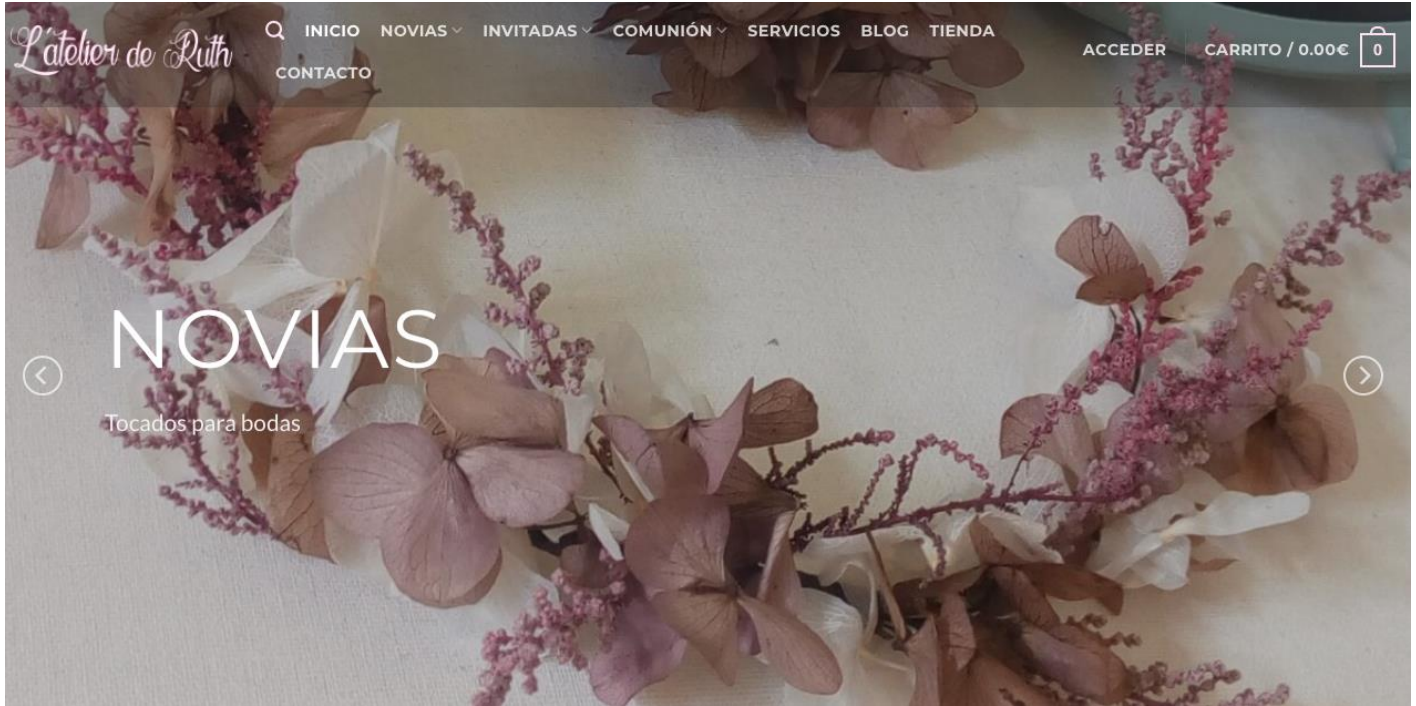 L'atelier de Ruth
INICIO NOVIAS INVITADAS COMUNIÓN SERVICIOS BLOG TIENDA
CONTACTO
ACCEDER CARRITO / 0.00€ 0
NOVIAS
Tocados para bodas